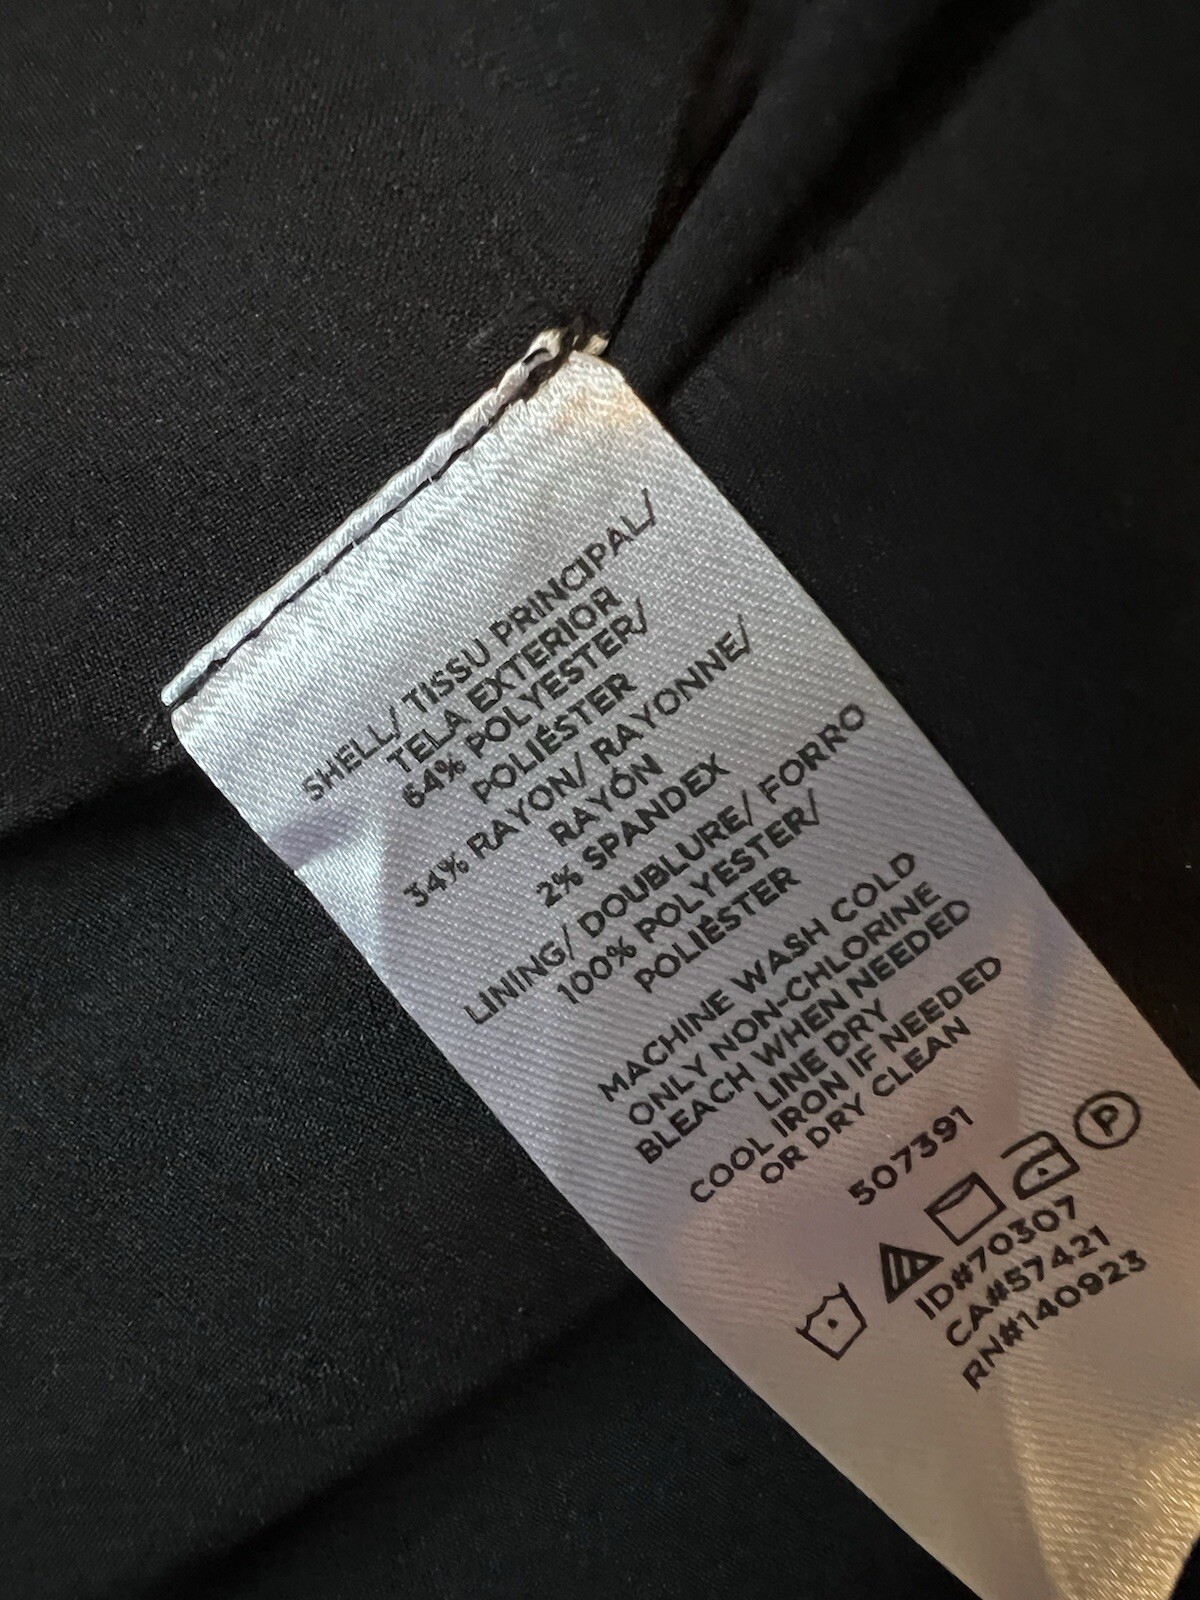 SHELL/ TISSU PRINCIPAL/
TELA EXTERIOR
64% POLYESTER/
POLIÉSTER
34% RAYON/ RAYONNE/
RAYÓN
2% SPANDEX
LINING/ DOUBLURE/ FORRO
100% POLYESTER/
POLIÉSTER
MACHINE WASH COLD
ONLY NON-CHLORINE
BLEACH WHEN NEEDED
LINE DRY
COOL IRON IF NEEDED
OR DRY CLEAN
507391
P
ID#70307
CA#57421
RN#140923